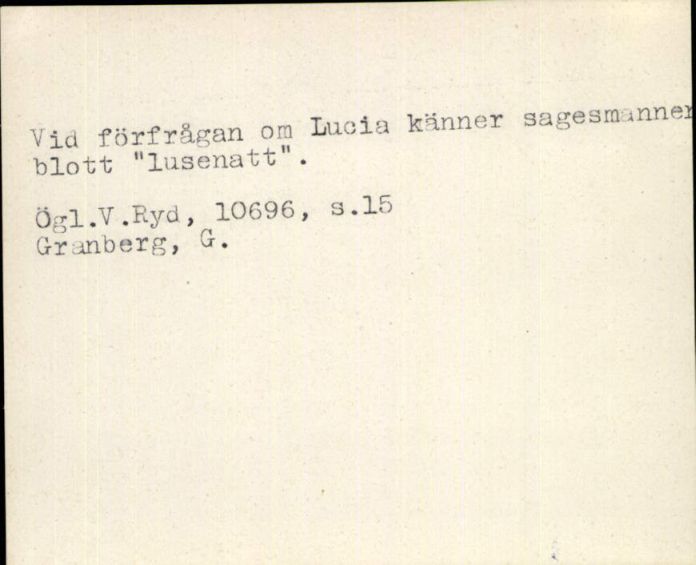 Vid förfrågan om Lucia känner sagesmannen
blott "lusenatt".
Ögl.V.Ryd, 10696, s.15
Granberg, G.